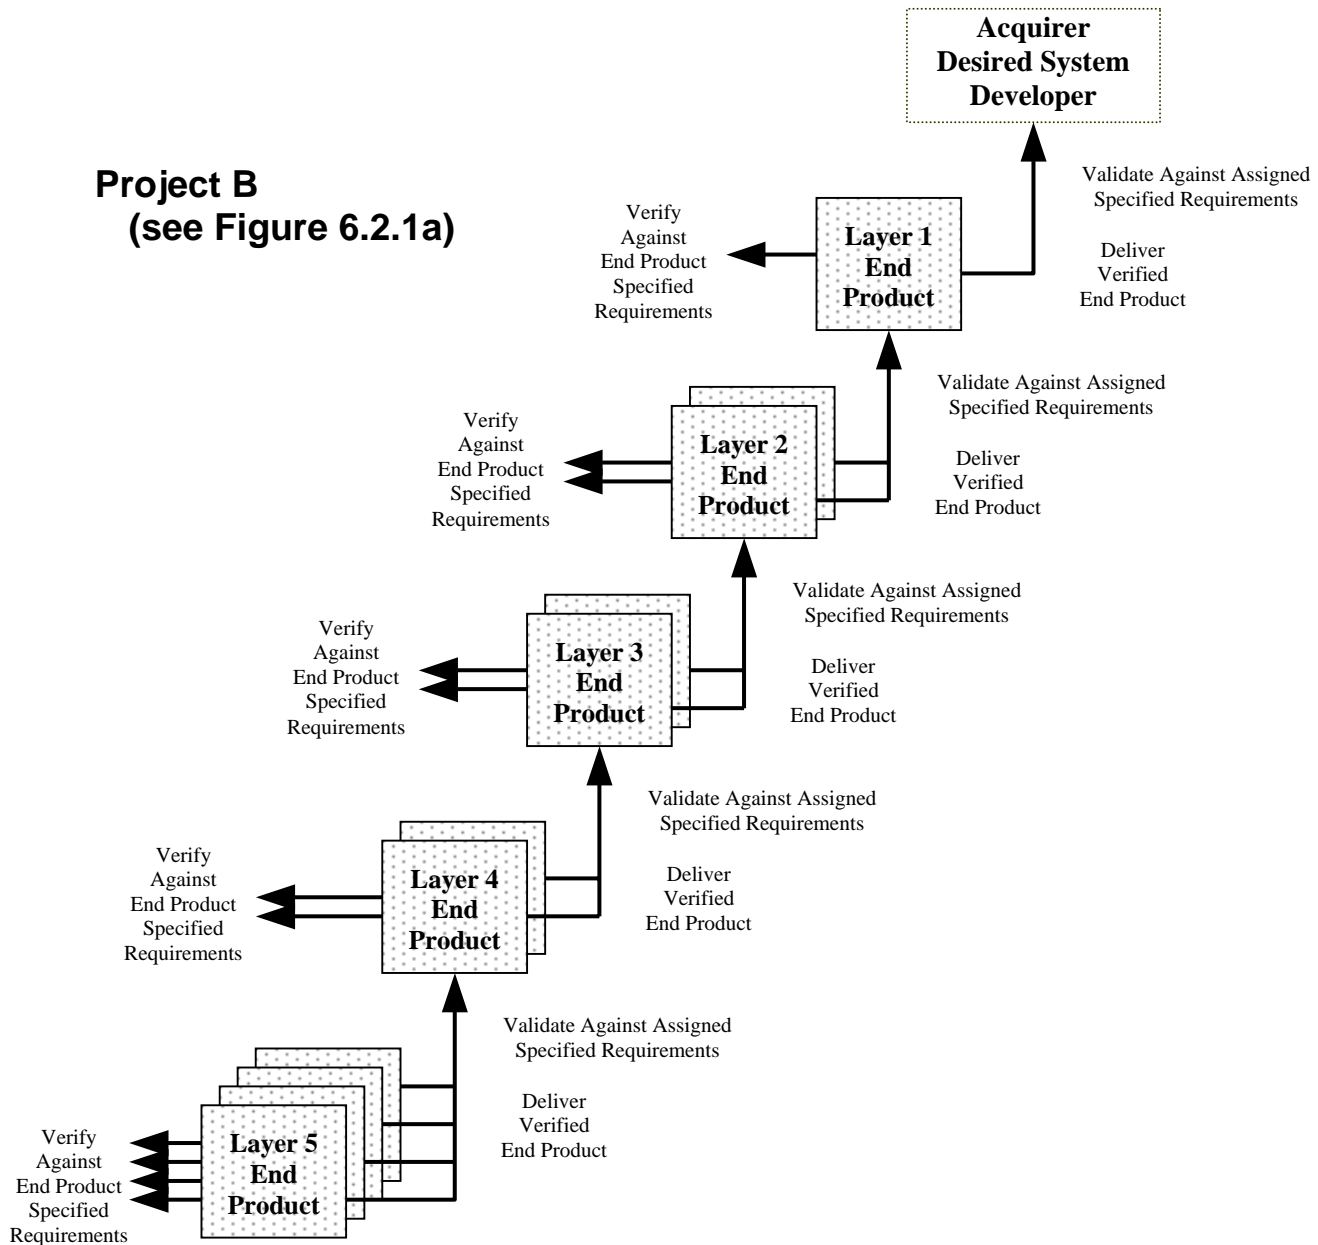 Acquirer
Desired System
Developer
Project B
(see Figure 6.2.1a)
Validate Against Assigned
Specified Requirements
Deliver
Verified
End Product
Verify
Against
End Product
Specified
Requirements
Layer 1
End
Product
Validate Against Assigned
Specified Requirements
Deliver
Verified
End Product
Verify
Against
End Product
Specified
Requirements
Layer 2
End
Product
Validate Against Assigned
Specified Requirements
Deliver
Verified
End Product
Verify
Against
End Product
Specified
Requirements
Layer 3
End
Product
Validate Against Assigned
Specified Requirements
Deliver
Verified
End Product
Verify
Against
End Product
Specified
Requirements
Layer 4
End
Product
Validate Against Assigned
Specified Requirements
Deliver
Verified
End Product
Verify
Against
End Product
Specified
Requirements
Layer 5
End
Product